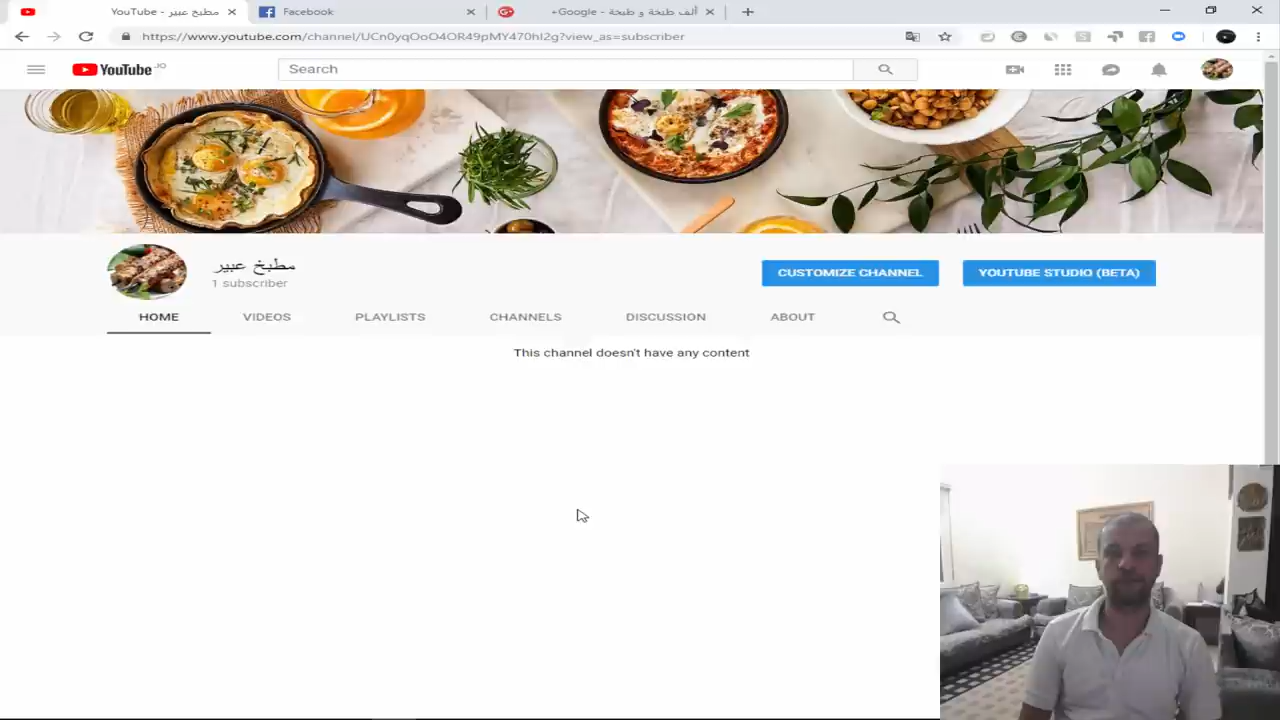 YouTube - مطبخ عبير
Facebook
ألف طبخة و طبخة - Google+
https://www.youtube.com/channel/UCn0yqOoO4OR49pMY470hI2g?view_as=subscriber
YouTube JO
Search
مطبخ عبير
1 subscriber
CUSTOMIZE CHANNEL
YOUTUBE STUDIO (BETA)
HOME VIDEOS PLAYLISTS CHANNELS DISCUSSION ABOUT
This channel doesn't have any content